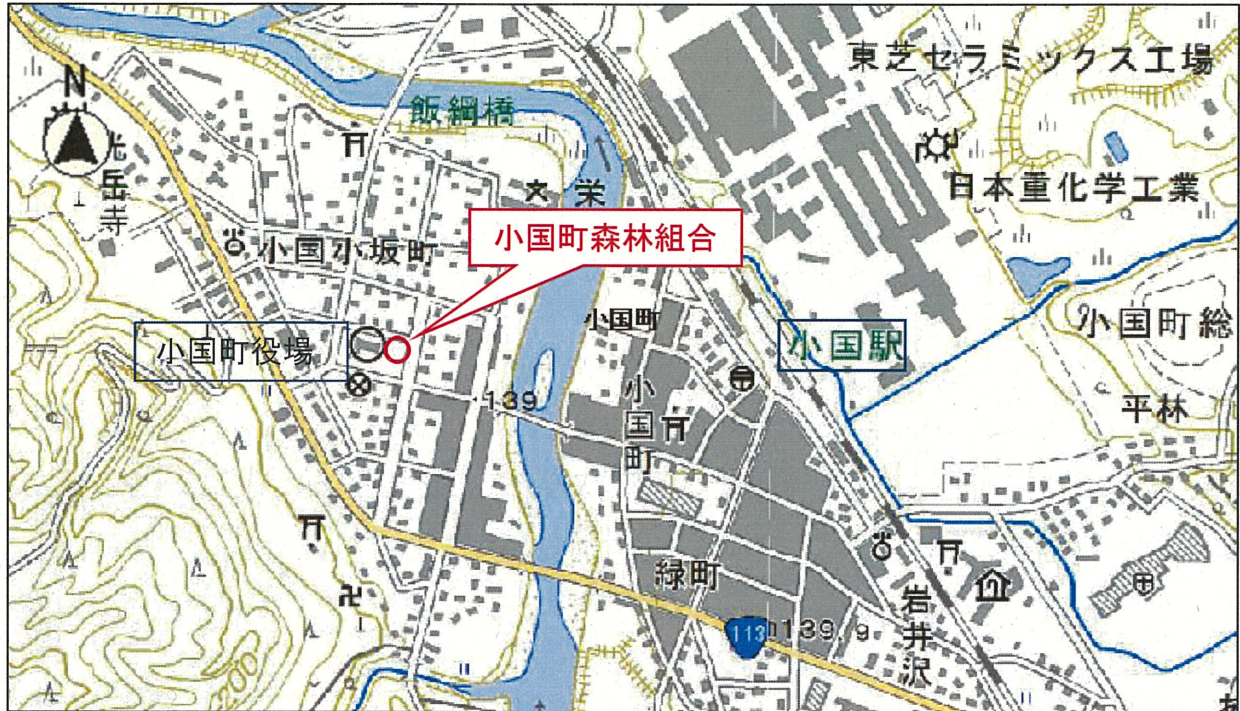 東芝セラミックス工場
N
飯綱橋
光岳寺
日本重化学工業
栄
小国町森林組合
小国小坂町
小国町
小国町総
小国町役場
小国駅
139
小国町
平林
緑町
岩井沢
113
139.9
200